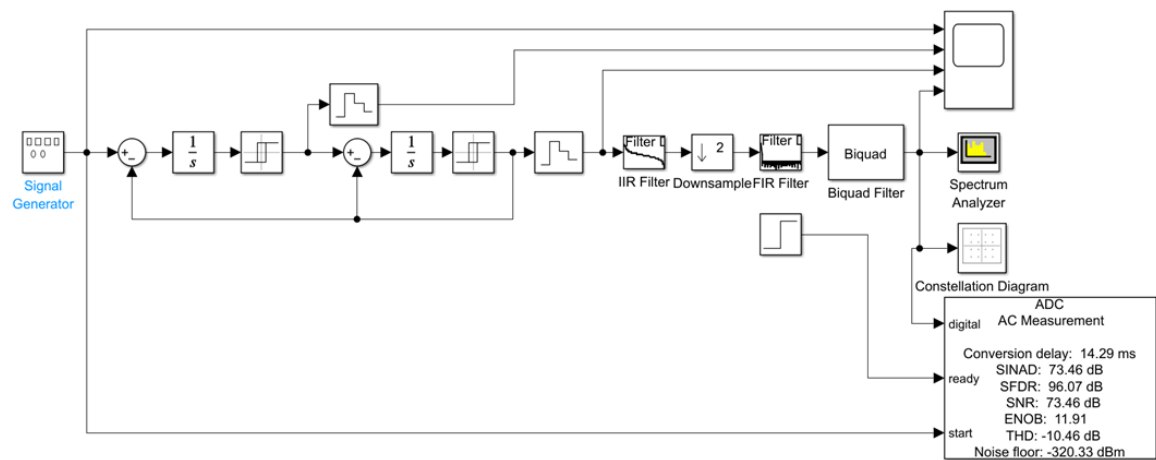 Signal
Generator
+
−
1
s
+
−
1
s
Filter
IIR Filter
↓ 2
Downsample
Filter
FIR Filter
Biquad
Biquad Filter
Spectrum
Analyzer
Constellation Diagram
ADC
AC Measurement
digital
Conversion delay: 14.29 ms
SINAD: 73.46 dB
ready
SFDR: 96.07 dB
SNR: 73.46 dB
ENOB: 11.91
start
THD: -10.46 dB
Noise floor: -320.33 dBm